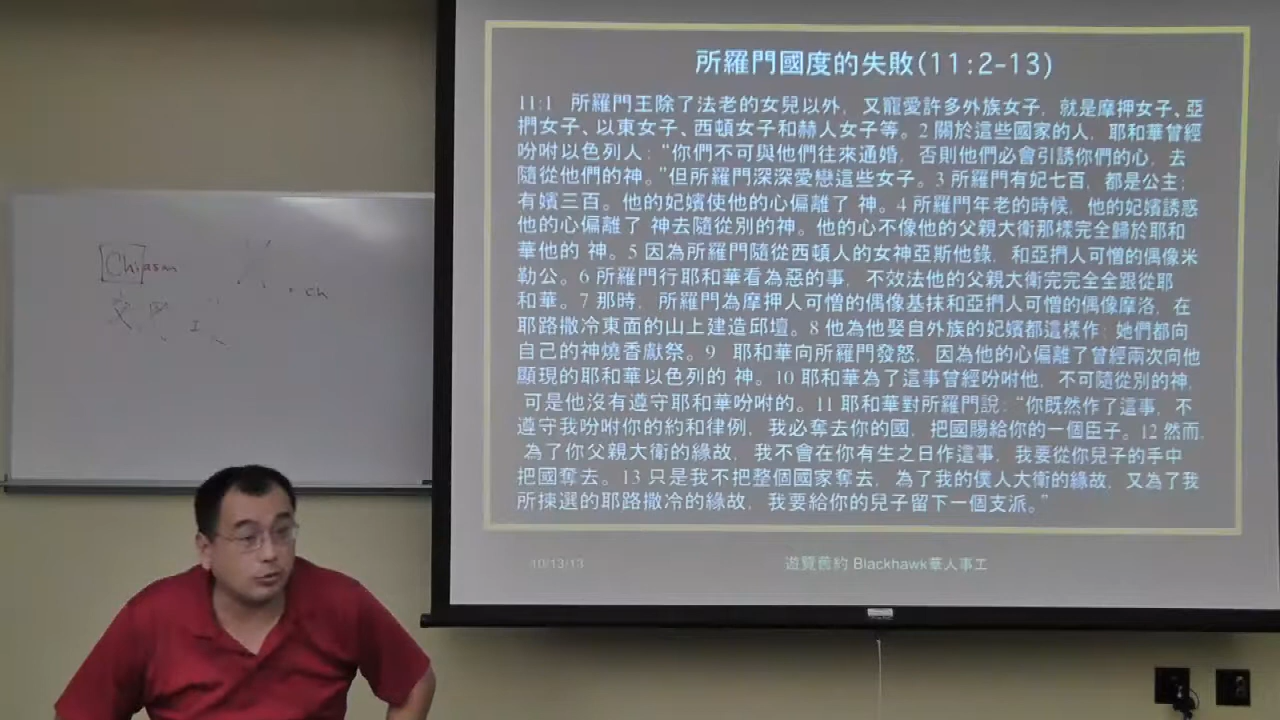 所羅門國度的失敗(11:2-13)
11:1 所羅門王除了法老的女兒以外，又寵愛許多外族女子，就是摩押女子、亞
捫女子、以東女子、西頓女子和赫人女子等。2 關於這些國家的人，耶和華曾經
吩咐以色列人："你們不可與他們往來通婚，否則他們必會引誘你們的心，去
隨從他們的神。"但所羅門深深愛戀這些女子。3 所羅門有妃七百，都是公主；
有嬪三百。他的妃嬪使他的心偏離了 神。4 所羅門年老的時候，他的妃嬪誘惑
他的心偏離了 神去隨從別的神。他的心不像他的父親大衛那樣完全歸於耶和
華他的 神。5 因為所羅門隨從西頓人的女神亞斯他錄，和亞捫人可憎的偶像米
勒公。6 所羅門行耶和華看為惡的事，不效法他的父親大衛完完全全跟從耶
和華。7 那時，所羅門為摩押人可憎的偶像基抹和亞捫人可憎的偶像摩洛，在
耶路撒冷東面的山上建造邱壇。8 他為他娶自外族的妃嬪都這樣作；她們都向
自己的神燒香獻祭。9 耶和華向所羅門發怒，因為他的心偏離了曾經兩次向他
顯現的耶和華以色列的 神。10 耶和華為了這事曾經吩咐他，不可隨從別的神，
可是他沒有遵守耶和華吩咐的。11 耶和華對所羅門說："你既然作了這事，不
遵守我吩咐你的約和律例，我必奪去你的國，把國賜給你的一個臣子。12 然而，
為了你父親大衛的緣故，我不會在你有生之日作這事，我要從你兒子的手中
把國奪去。13 只是我不把整個國家奪去，為了我的僕人大衛的緣故，又為了我
所揀選的耶路撒冷的緣故，我要給你的兒子留下一個支派。"
10/13/13 遊覽舊約 Blackhawk華人事工
Chiasm
ch
I